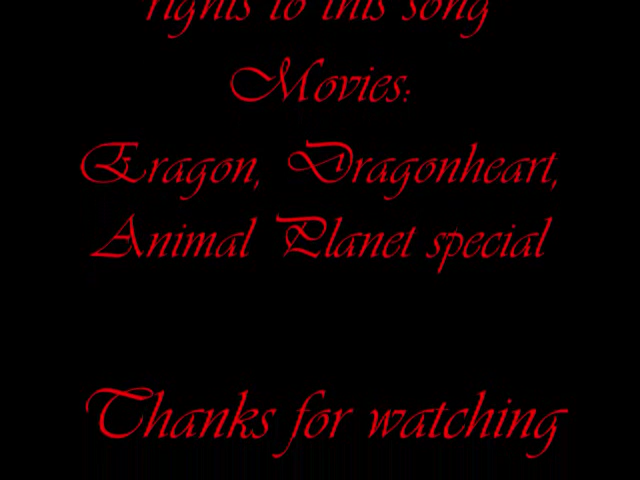 rights to this song
Movies:
Eragon, Dragonheart,
Animal Planet special
Thanks for watching